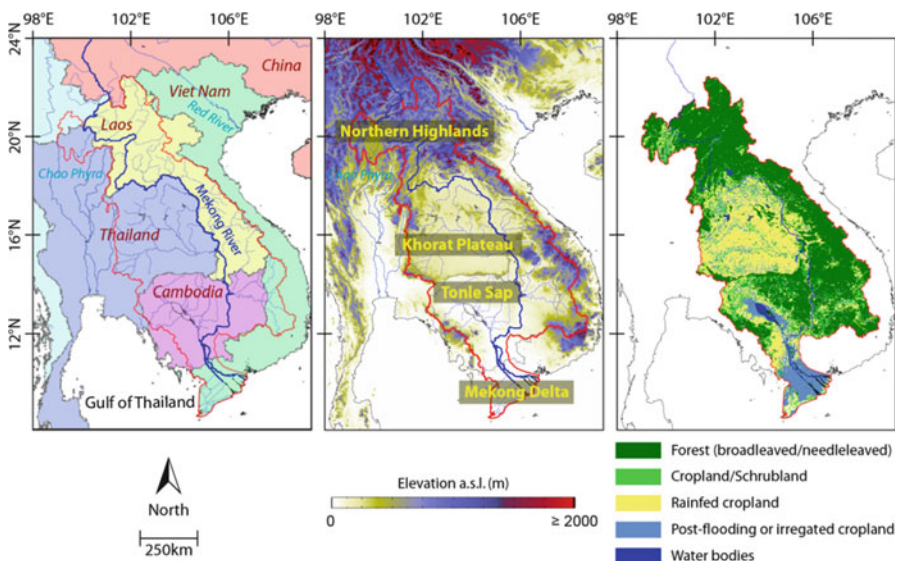 98°E 102°E 106°E
98°E 102°E 106°E
98°E 102°E 106°E
24°N
20°N
16°N
12°N
China
Viet Nam
Red River
Laos
Chao Phyra
Mekong River
Thailand
Cambodia
Gulf of Thailand
Northern Highlands
Chao Phyra
Khorat Plateau
Tonle Sap
Mekong Delta
North
250km
Elevation a.s.l. (m)
0 ≥ 2000
Forest (broadleaved/needleleaved)
Cropland/Schrubland
Rainfed cropland
Post-flooding or irregated cropland
Water bodies